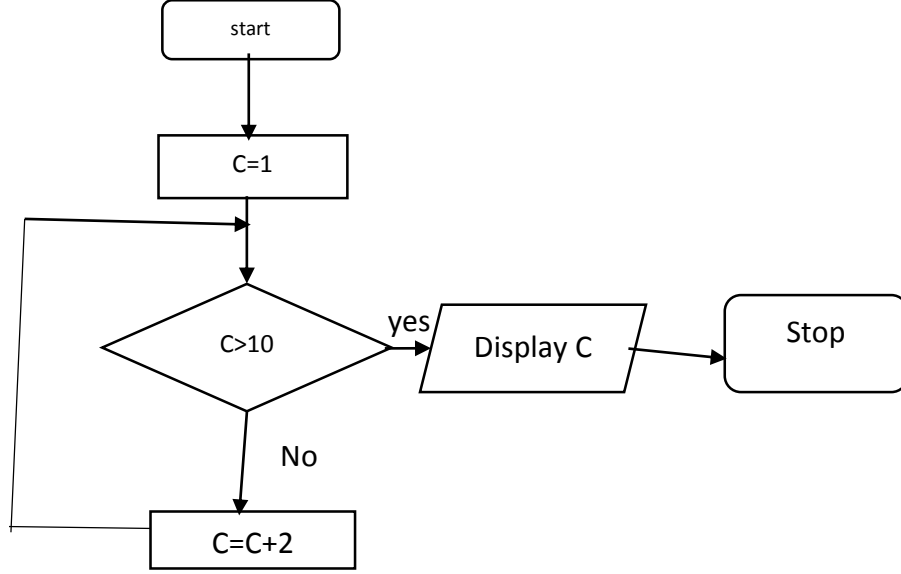 start
C=1
C>10
yes
Display C
Stop
No
C=C+2